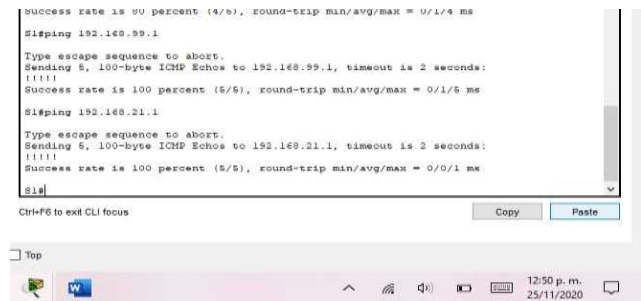 Success rate is 80 percent (4/5), round-trip min/avg/max = 0/1/4 ms
S1#ping 192.168.99.1
Type escape sequence to abort.
Sending 5, 100-byte ICMP Echos to 192.168.99.1, timeout is 2 seconds:
!!!!!
Success rate is 100 percent (5/5), round-trip min/avg/max = 0/1/5 ms
S1#ping 192.168.21.1
Type escape sequence to abort.
Sending 5, 100-byte ICMP Echos to 192.168.21.1, timeout is 2 seconds:
!!!!!
Success rate is 100 percent (5/5), round-trip min/avg/max = 0/0/1 ms
S1#
Ctrl+F6 to exit CLI focus
Copy
Paste
Top
W
12:50 p. m.
25/11/2020